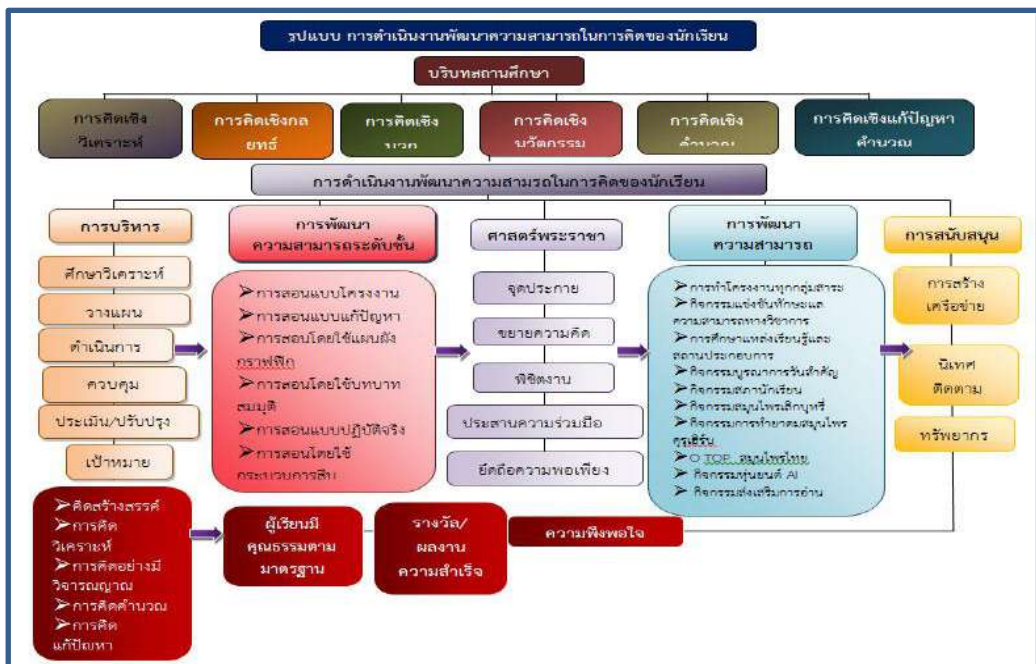 รูปแบบ การดำเนินงานพัฒนาความสามารถในการคิดของนักเรียน
บริบทสถานศึกษา
การคิดเชิง
วิเคราะห์
การคิดเชิงกล
ยุทธ์
การคิดเชิง
บวก
การคิดเชิง
นวัตกรรม
การคิดเชิง
คำนวณ
การคิดเชิงแก้ปัญหา
คำนวณ
การดำเนินงานพัฒนาความสามรถในการคิดของนักเรียน
การบริหาร
ศึกษาวิเคราะห์
วางแผน
ดำเนินการ
ควบคุม
ประเมิน/ปรับปรุง
เป้าหมาย
การพัฒนา
ความสามารถระดับชั้น
➢การสอนแบบโครงงาน
➢การสอนแบบแก้ปัญหา
➢การสอนโดยใช้แผนผัง
กราฟฟิก
➢การสอนโดยใช้บทบาท
สมมุติ
➢การสอนแบบปฏิบัติจริง
➢การสอนโดยใช้
กระบวนการสืบ
ศาสตร์พระราชา
จุดประกาย
ขยายความคิด
พิชิตงาน
ประสานความร่วมมือ
ยึดถือความพอเพียง
การพัฒนา
ความสามารถ
➢การทำโครงงานทุกกลุ่มสาระ
➢กิจกรรมแข่งขันทักษะแล
ความสามารถทางวิชาการ
➢การศึกษาแหล่งเรียนรู้และ
สถานประกอบการ
➢กิจกรรมบูรณาการวันสำคัญ
➢กิจกรรมสภานักเรียน
➢กิจกรรมสมุนไพรเลิกบุหรี่
➢กิจกรรมการทำยาดมสมุนไพร
➢O TOP สมุนไพรไทย
➢ กิจกรรมหุ่นยนต์ AI
➢ กิจกรรมส่งเสริมการอ่าน
การสนับสนุน
การสร้าง
เครือข่าย
นิเทศ
ติดตาม
ทรัพยากร
➢คิดสร้างสรรค์
➢การคิด
วิเคราะห์
➢การคิดอย่างมี
วิจารณญาณ
➢การคิดคำนวณ
➢การคิด
แก้ปัญหา
ผู้เรียนมี
คุณธรรมตาม
มาตรฐาน
รางวัล/
ผลงาน
ความสำเร็จ
ความพึงพอใจ